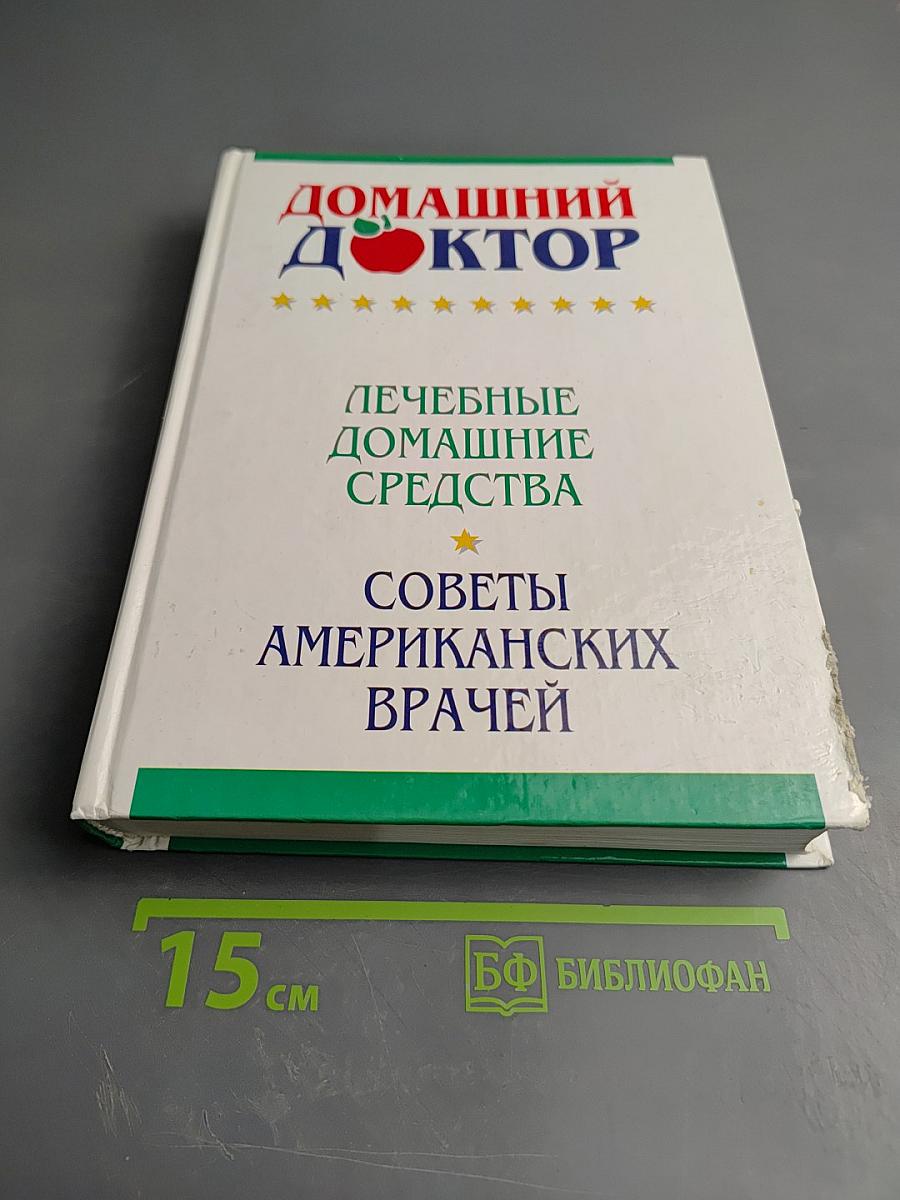 ДОМАШНИЙ
ДОКТОР
ЛЕЧЕБНЫЕ
ДОМАШНИЕ
СРЕДСТВА
СОВЕТЫ
АМЕРИКАНСКИХ
ВРАЧЕЙ
15 см
БФ БИБЛИОФАН